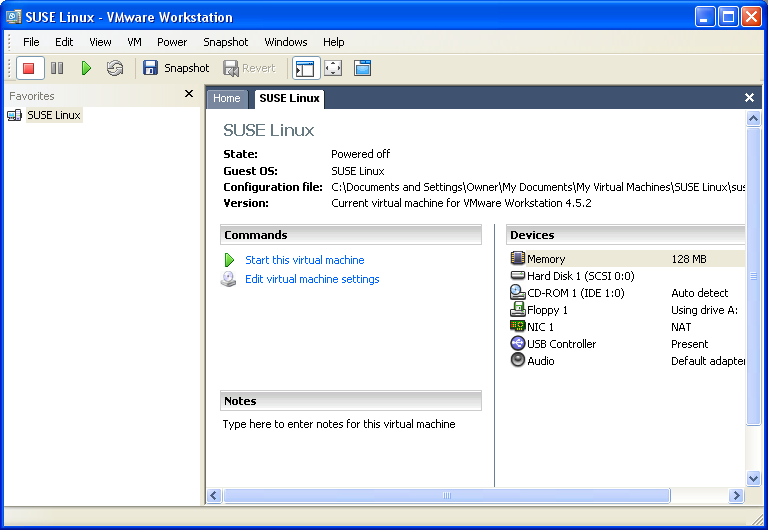 SUSE Linux - VMware Workstation
File Edit View VM Power Snapshot Windows Help
Snapshot Revert
Favorites
SUSE Linux
Home SUSE Linux
SUSE Linux
State: Powered off
Guest OS: SUSE Linux
Configuration file: C:\Documents and Settings\Owner\My Documents\My Virtual Machines\SUSE Linux\sus
Version: Current virtual machine for VMware Workstation 4.5.2
Commands
Start this virtual machine
Edit virtual machine settings
Notes
Type here to enter notes for this virtual machine
Devices
Memory 128 MB
Hard Disk 1 (SCSI 0:0)
CD-ROM 1 (IDE 1:0) Auto detect
Floppy 1 Using drive A:
NIC 1 NAT
USB Controller Present
Audio Default adapter